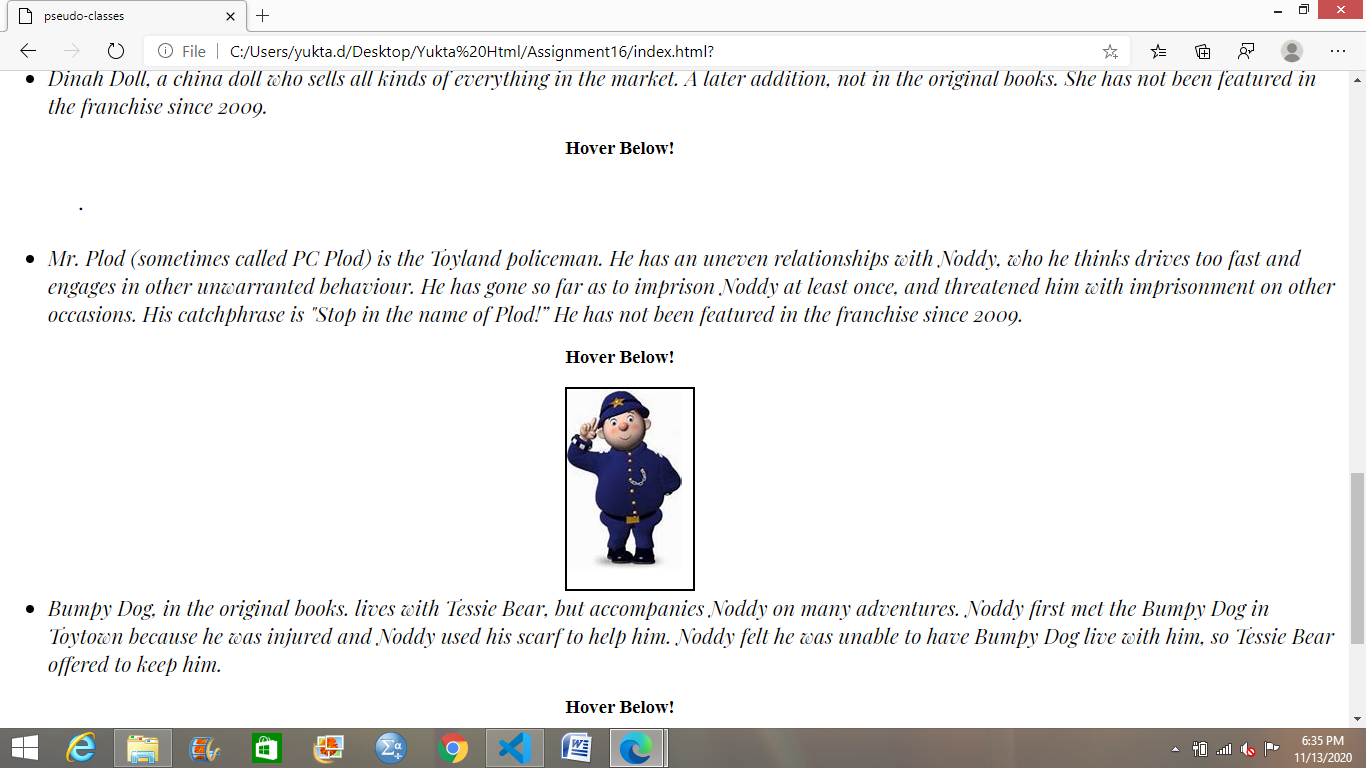 pseudo-classes
File
C:/Users/yukta.d/Desktop/Yukta%20Html/Assignment16/index.html?
Dinah Doll, a china doll who sells all kinds of everything in the market. A later addition, not in the original books. She has not been featured in
the franchise since 2009.
Hover Below!
.
Mr. Plod (sometimes called PC Plod) is the Toyland policeman. He has an uneven relationships with Noddy, who he thinks drives too fast and
engages in other unwarranted behaviour. He has gone so far as to imprison Noddy at least once, and threatened him with imprisonment on other
occasions. His catchphrase is "Stop in the name of Plod!” He has not been featured in the franchise since 2009.
Hover Below!
Bumpy Dog, in the original books. lives with Tessie Bear, but accompanies Noddy on many adventures. Noddy first met the Bumpy Dog in
Toytown because he was injured and Noddy used his scarf to help him. Noddy felt he was unable to have Bumpy Dog live with him, so Tessie Bear
offered to keep him.
Hover Below!
6:35 PM
11/13/2020